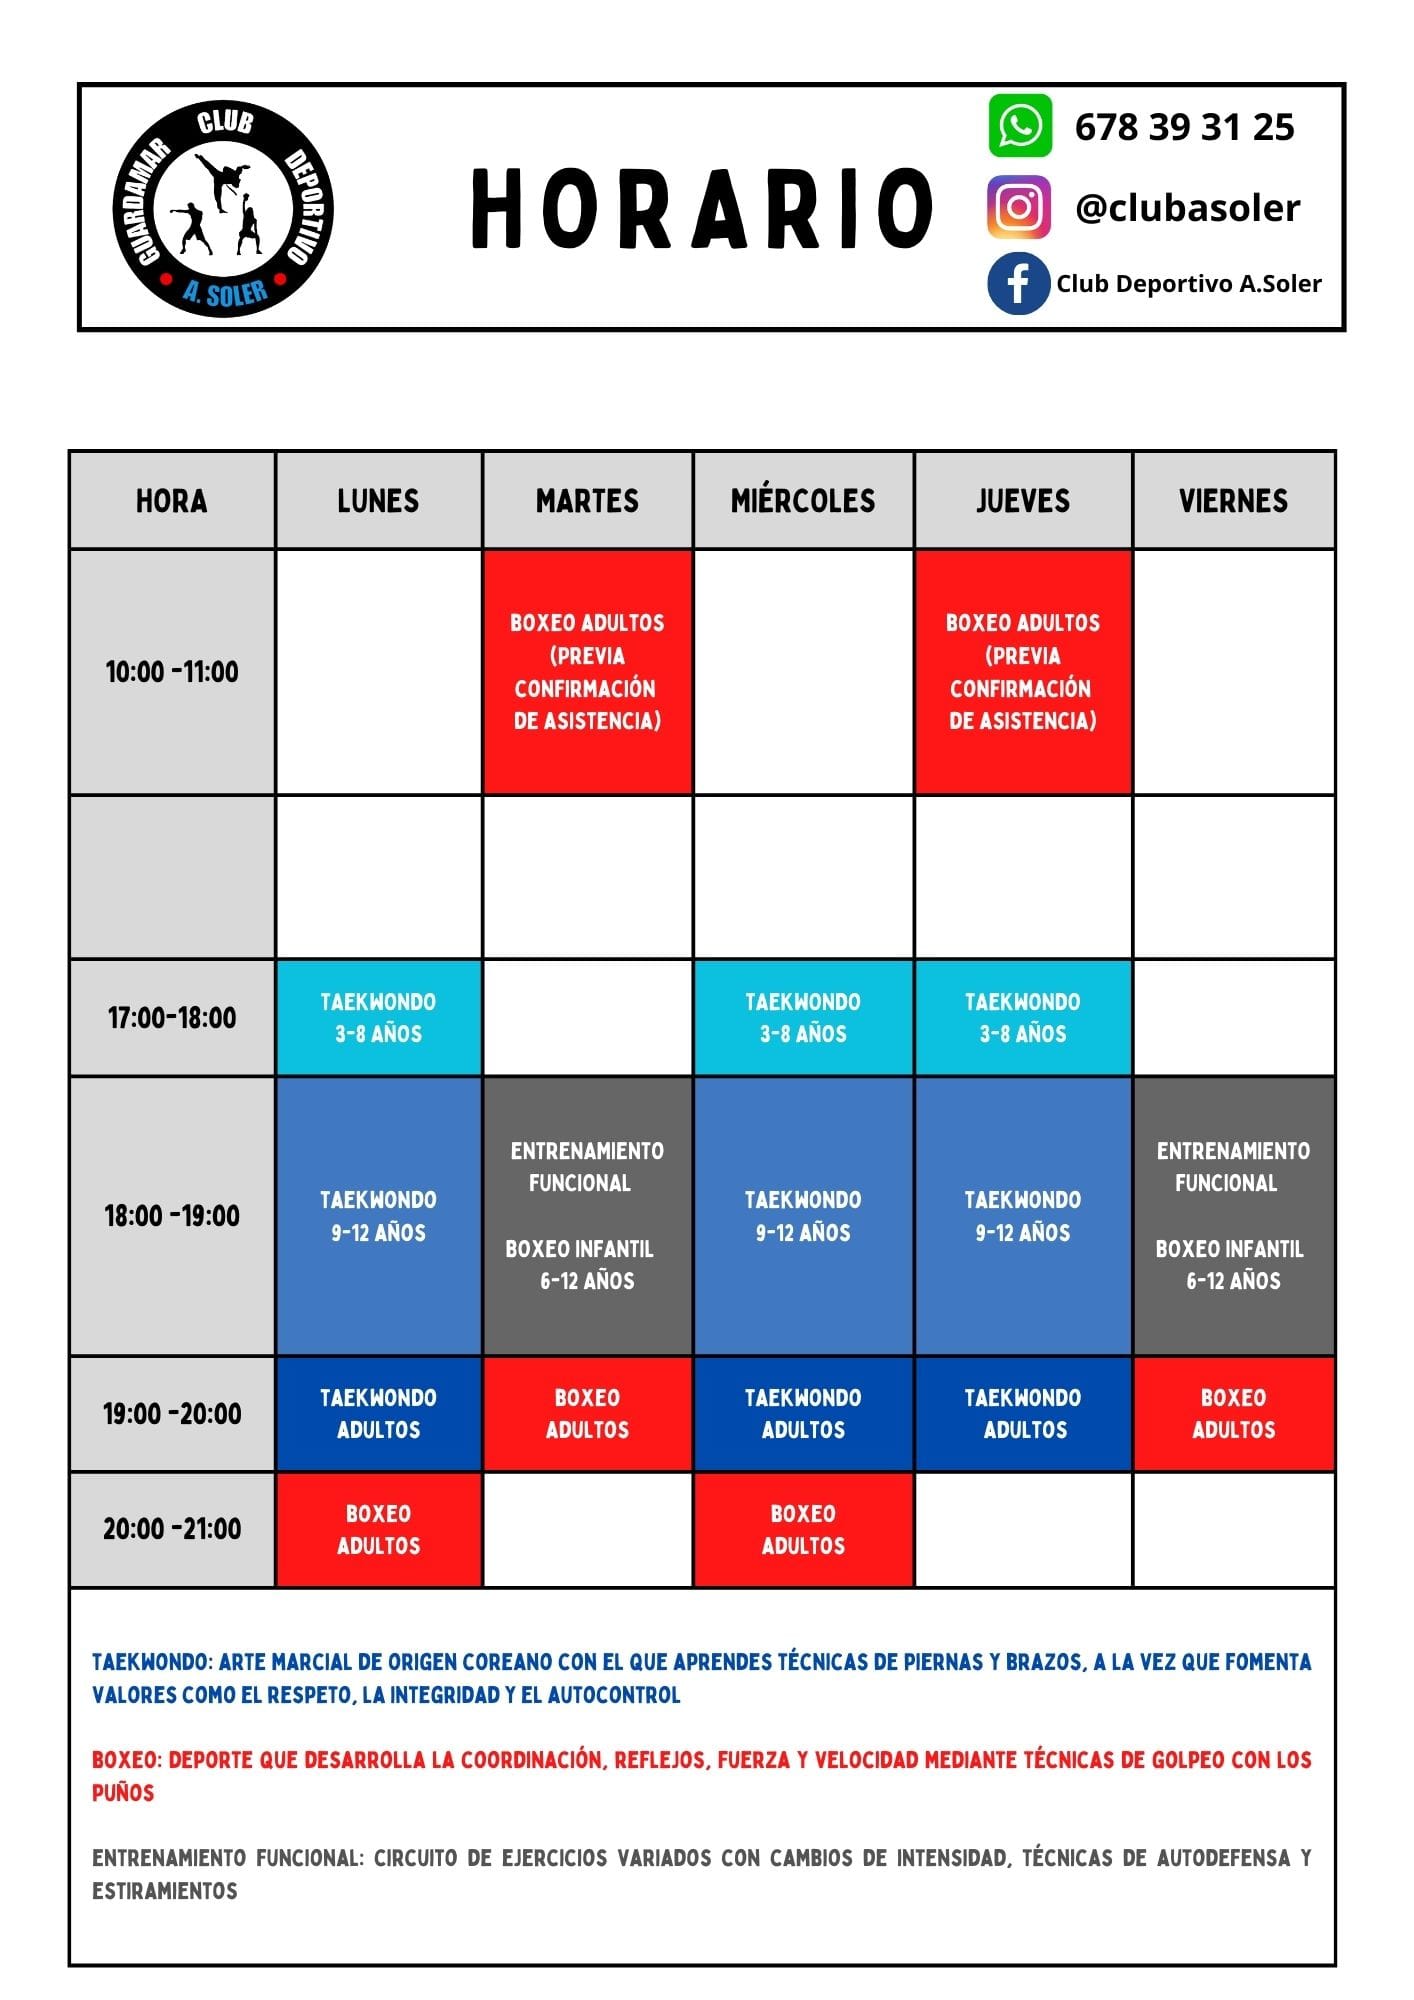 GUARDAMAR CLUB DEPORTIVO
A. SOLER
HORARIO
678 39 31 25
@clubasoler
Club Deportivo A.Soler
HORA LUNES MARTES MIÉRCOLES JUEVES VIERNES
10:00 -11:00
BOXEO ADULTOS
(PREVIA
CONFIRMACIÓN
DE ASISTENCIA)
BOXEO ADULTOS
(PREVIA
CONFIRMACIÓN
DE ASISTENCIA)
17:00-18:00
TAEKWONDO
3-8 AÑOS
TAEKWONDO
3-8 AÑOS
TAEKWONDO
3-8 AÑOS
18:00 -19:00
TAEKWONDO
9-12 AÑOS
ENTRENAMIENTO
FUNCIONAL
BOXEO INFANTIL
6-12 AÑOS
TAEKWONDO
9-12 AÑOS
TAEKWONDO
9-12 AÑOS
ENTRENAMIENTO
FUNCIONAL
BOXEO INFANTIL
6-12 AÑOS
19:00 -20:00
TAEKWONDO
ADULTOS
BOXEO
ADULTOS
TAEKWONDO
ADULTOS
TAEKWONDO
ADULTOS
BOXEO
ADULTOS
20:00 -21:00
BOXEO
ADULTOS
BOXEO
ADULTOS
TAEKWONDO: ARTE MARCIAL DE ORIGEN COREANO CON EL QUE APRENDES TÉCNICAS DE PIERNAS Y BRAZOS, A LA VEZ QUE FOMENTA
VALORES COMO EL RESPETO, LA INTEGRIDAD Y EL AUTOCONTROL
BOXEO: DEPORTE QUE DESARROLLA LA COORDINACIÓN, REFLEJOS, FUERZA Y VELOCIDAD MEDIANTE TÉCNICAS DE GOLPEO CON LOS
PUÑOS
ENTRENAMIENTO FUNCIONAL: CIRCUITO DE EJERCICIOS VARIADOS CON CAMBIOS DE INTENSIDAD, TÉCNICAS DE AUTODEFENSA Y
ESTIRAMIENTOS